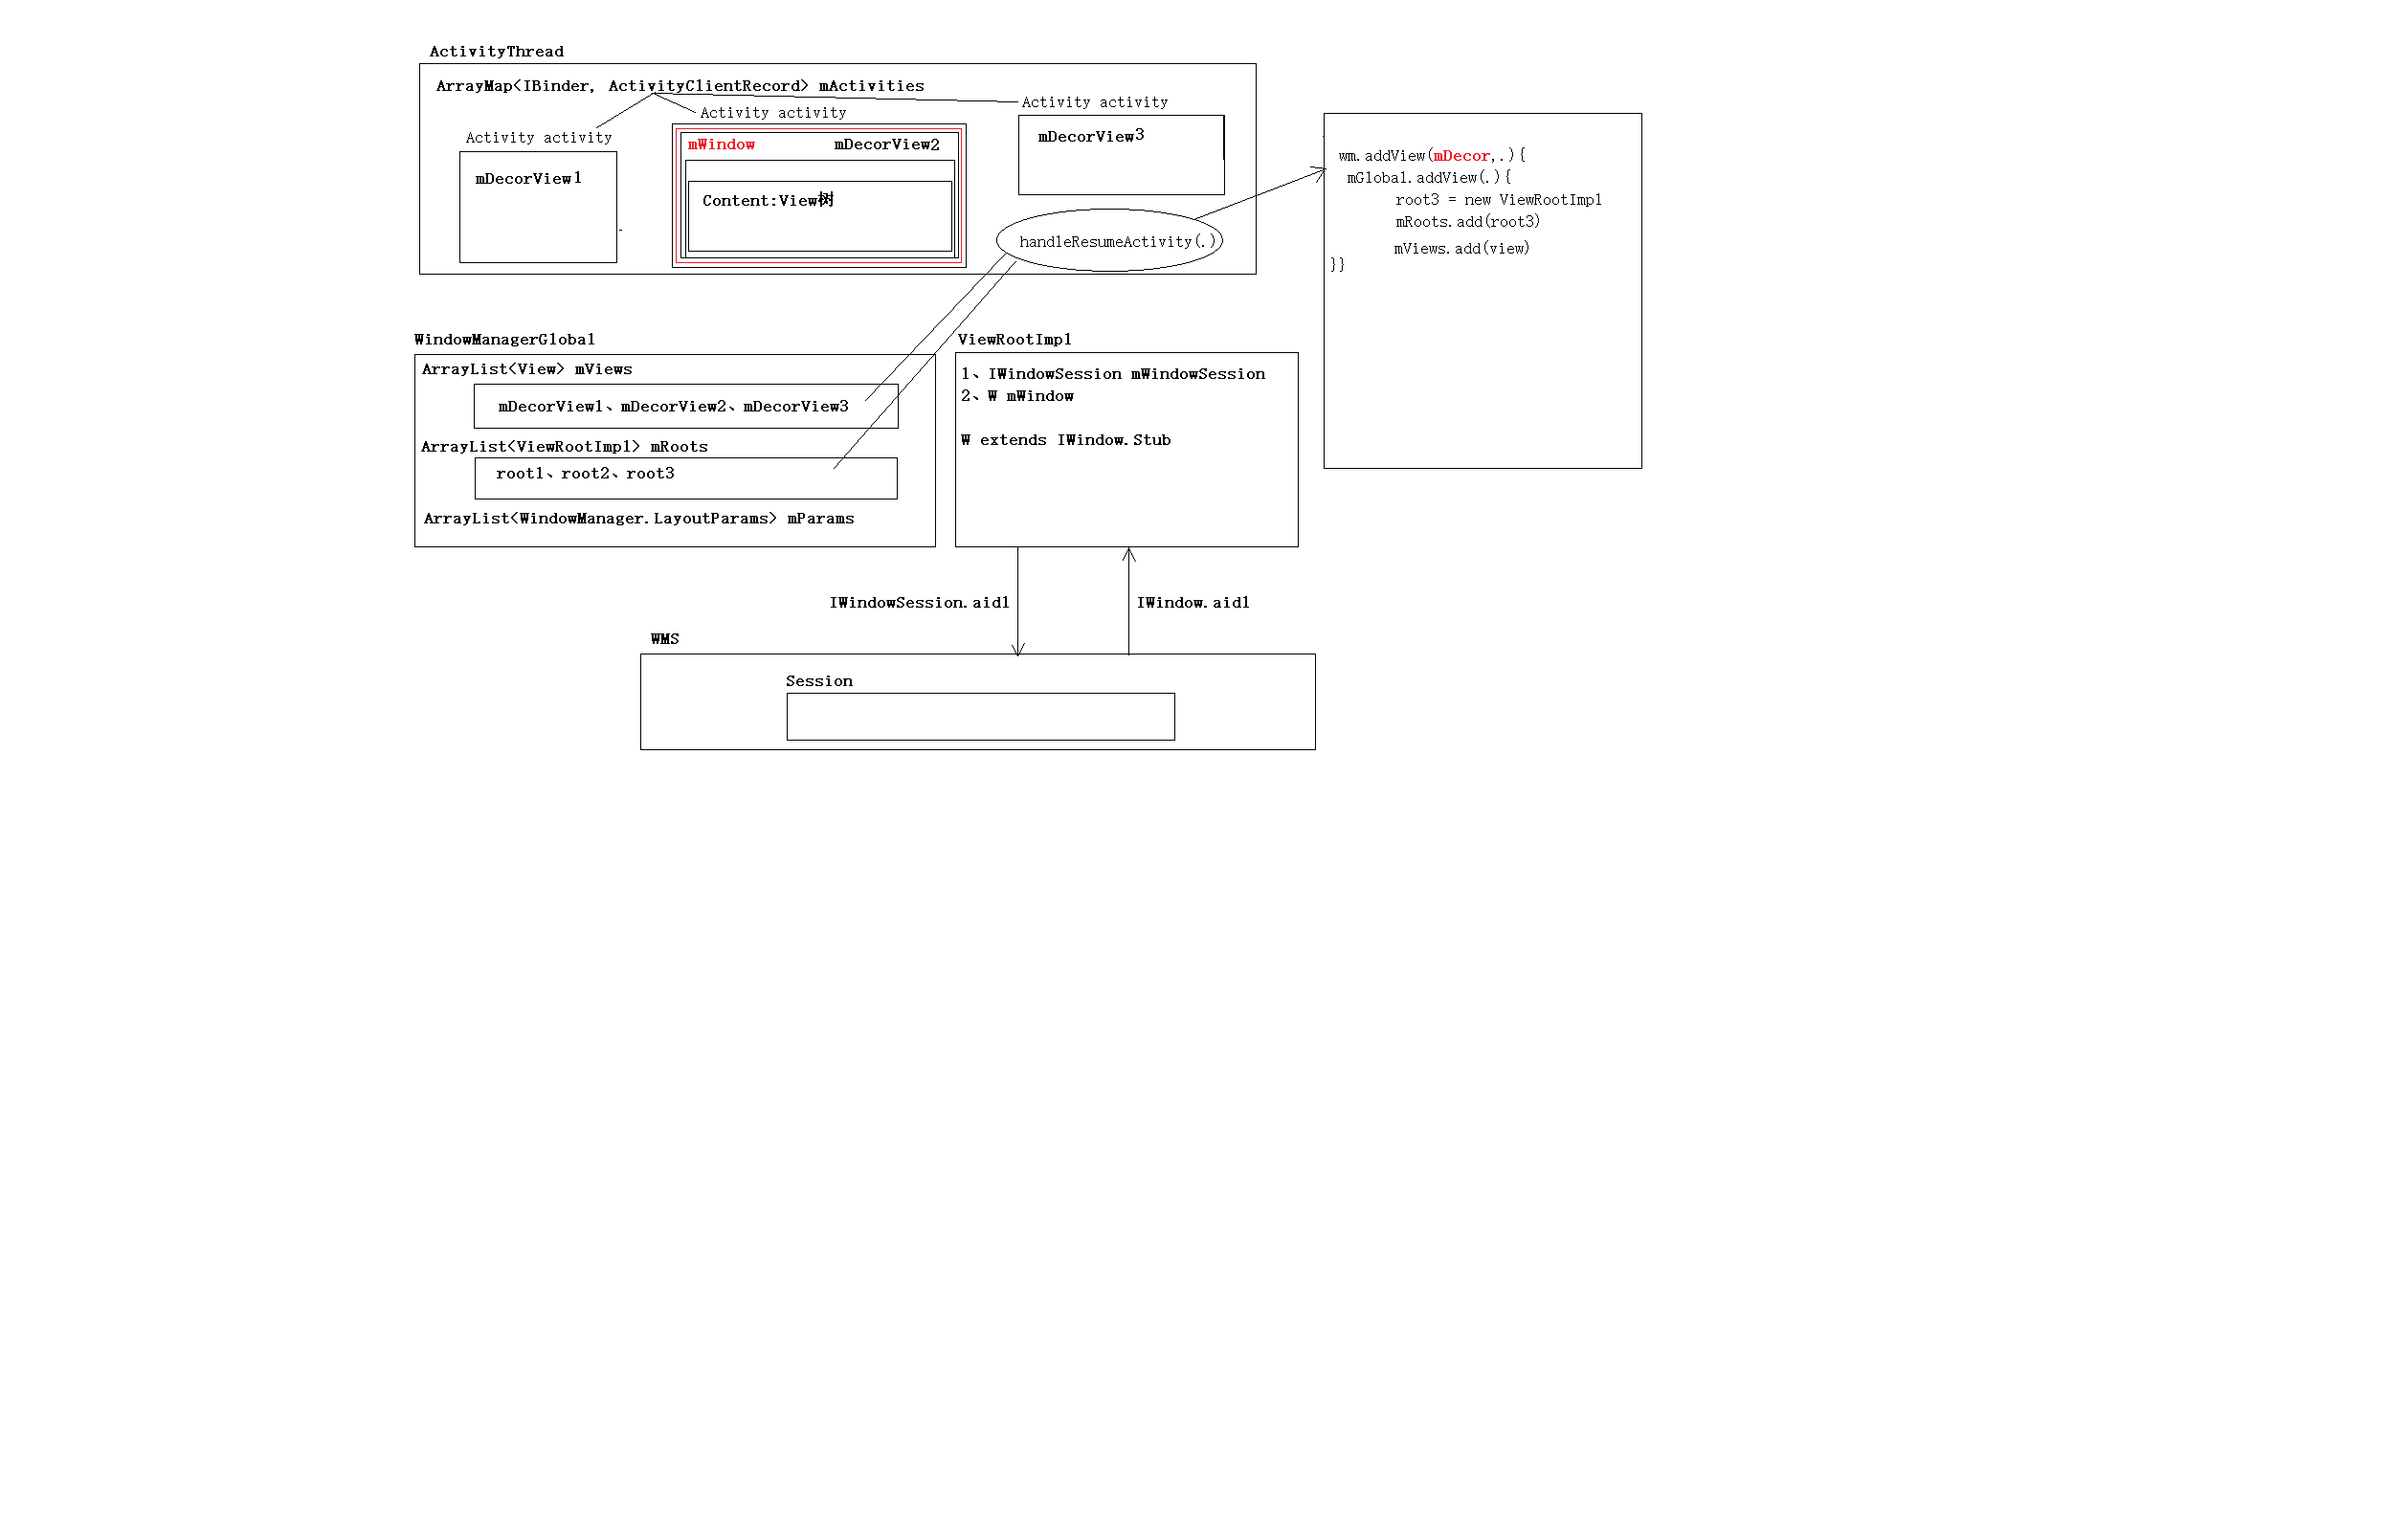 ActivityThread
ArrayMap<IBinder, ActivityClientRecord> mActivities
Activity activity
mDecorView1
Activity activity
mWindow mDecorView2
Content:View树
Activity activity
mDecorView3
handleResumeActivity(.)
wm.addView(mDecor,.){
mGlobal.addView(.){
root3 = new ViewRootImpl
mRoots.add(root3)
mViews.add(view)
}}
WindowManagerGlobal
ArrayList<View> mViews
mDecorView1、mDecorView2、mDecorView3
ArrayList<ViewRootImpl> mRoots
root1、root2、root3
ArrayList<WindowManager.LayoutParams> mParams
ViewRootImpl
1、IWindowSession mWindowSession
2、W mWindow
W extends IWindow.Stub
IWindowSession.aidl
IWindow.aidl
WMS
Session